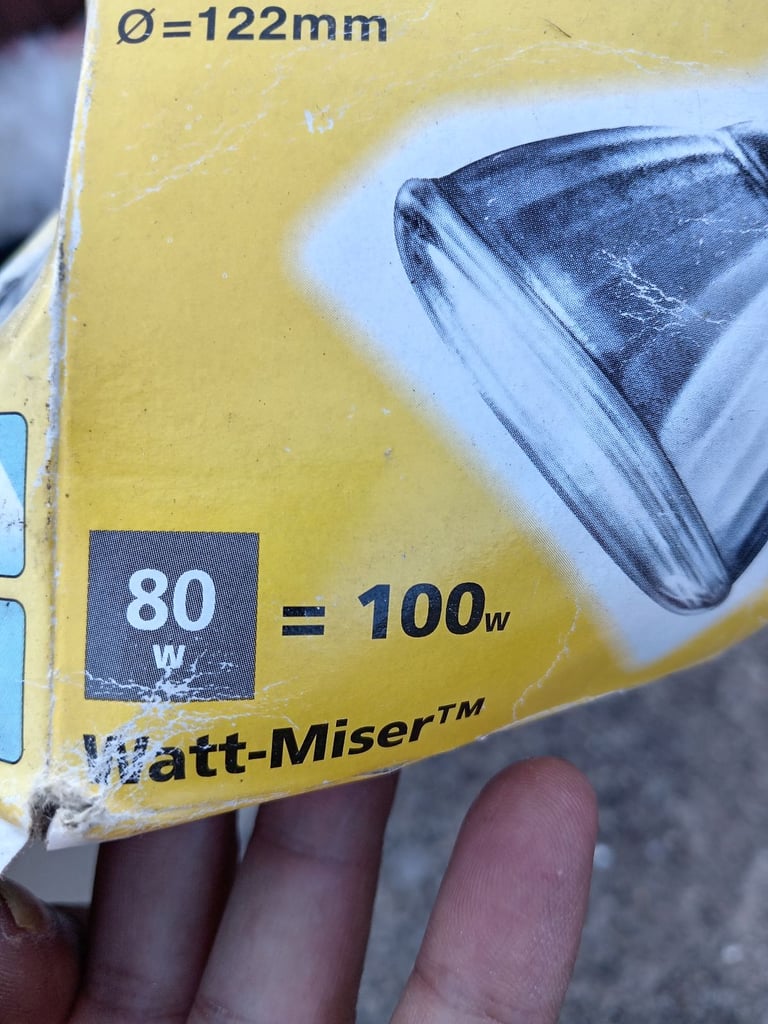 Ø=122mm
80
w = 100w
Watt-Miser™